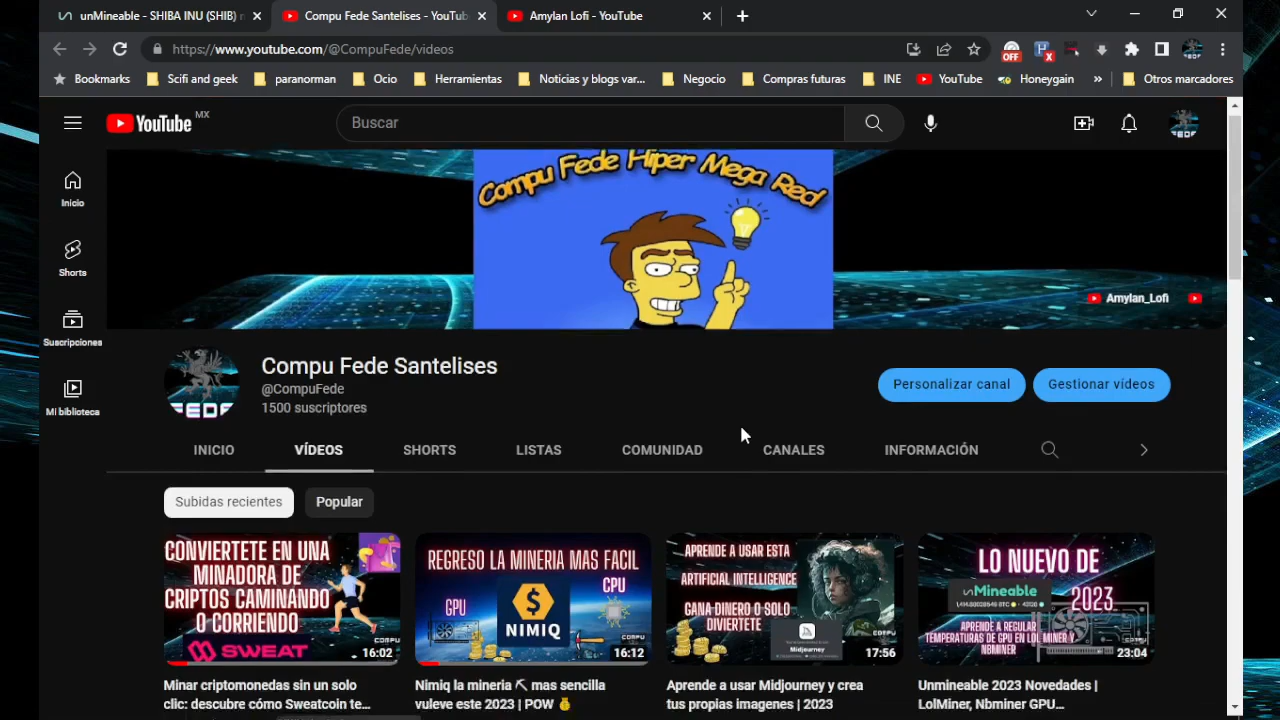 unMineable - SHIBA INU (SHIB) m
Compu Fede Santelises - YouTub
Amylan Lofi - YouTube
https://www.youtube.com/@CompuFede/videos
OFF
Bookmarks
Scifi and geek
paranorman
Ocio
Herramientas
Noticias y blogs var...
Negocio
Compras futuras
INE
YouTube
Honeygain
»
Otros marcadores
YouTube MX
Buscar
Inicio
Shorts
Suscripciones
Mi biblioteca
Compu Fede Hiper Mega Red
Amylan_Lofi
FEDE
Compu Fede Santelises
@CompuFede
1500 suscriptores
Personalizar canal
Gestionar vídeos
INICIO
VÍDEOS
SHORTS
LISTAS
COMUNIDAD
CANALES
INFORMACIÓN
Subidas recientes
Popular
CONVIERTETE EN UNA
MINADORA DE
CRIPTOS CAMINANDO
O CORRIENDO
SWEAT
16:02
REGRESO LA MINERIA MAS FACIL
GPU
CPU
NIMIQ
16:12
APRENDE A USAR ESTA
ARTIFICIAL INTELLIGENCE
GANA DINERO O SOLO
DIVIERTETE
Midjourney
17:56
LO NUEVO DE
unMineable
2023
APRENDE A REGULAR
TEMPERATURAS DE GPU EN LOL MINER Y
NBMINER
23:04
Minar criptomonedas sin un solo
clic: descubre cómo Sweatcoin te...
Nimiq la mineria ⛏ mas sencilla
vuleve este 2023 | POW 💰
Aprende a usar Midjourney y crea
tus propias imagenes | 2023
Unmineable 2023 Novedades |
LolMiner, Nbminer GPU...